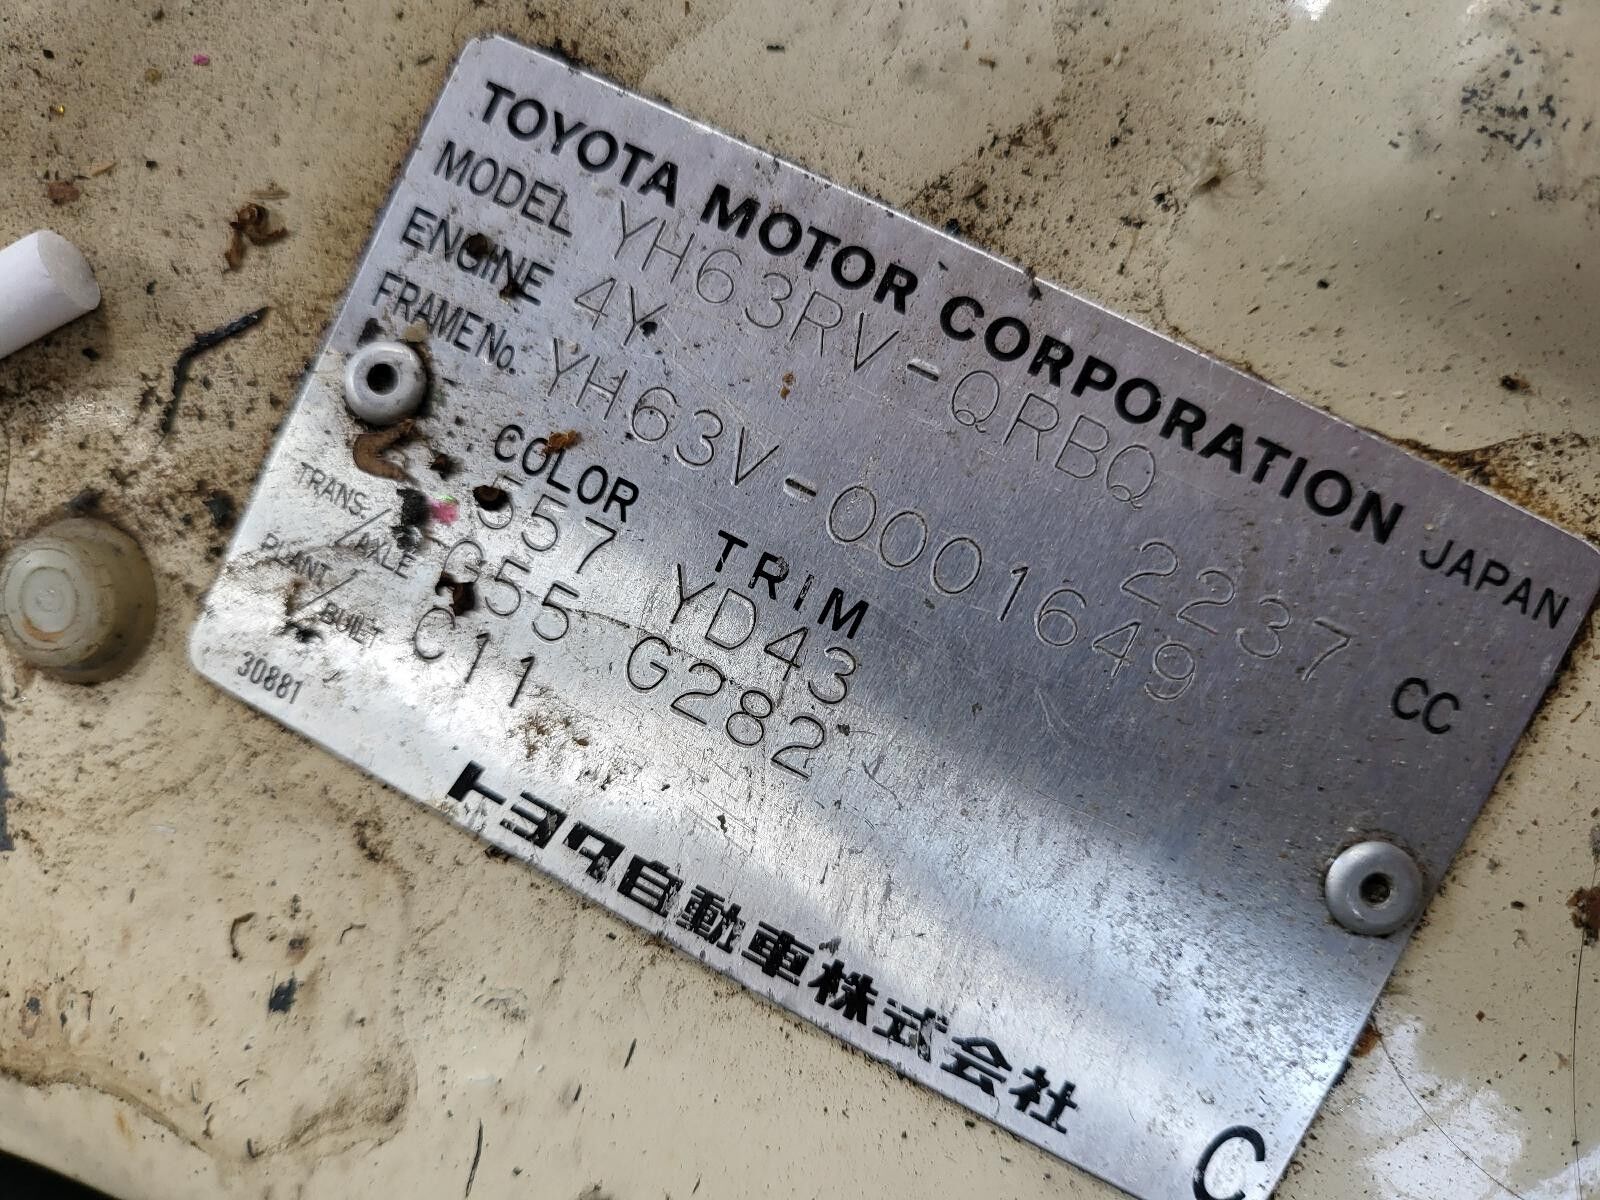 TOYOTA MOTOR CORPORATION JAPAN
MODEL YH63RV-QRBQ
ENGINE 4Y 2237 CC
FRAME No. YH63V-0001649
COLOR TRIM
557 YD43
TRANS./AXLE G55 G282
PLANT/BUILT C11
30881
トヨタ自動車株式会社
C